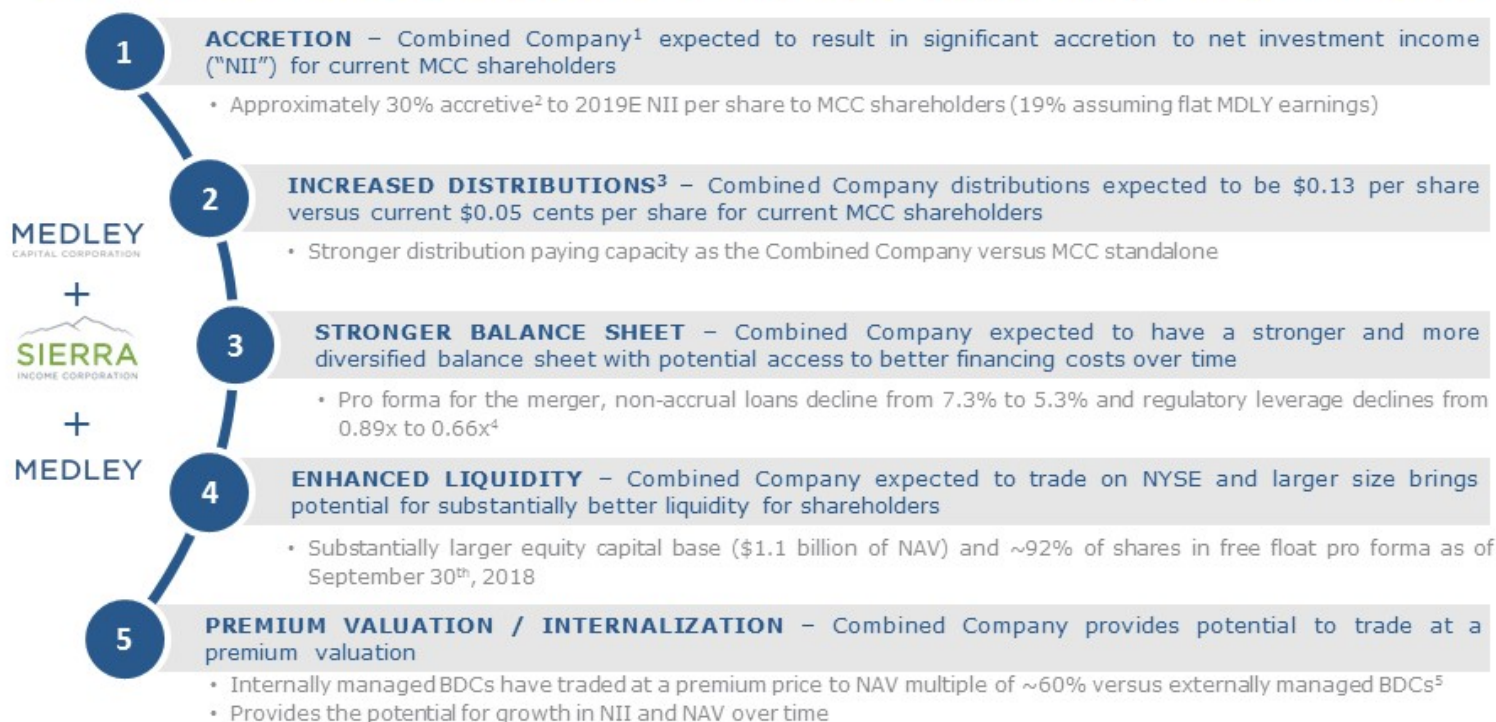 1
ACCRETION – Combined Company¹ expected to result in significant accretion to net investment income
("NII") for current MCC shareholders
• Approximately 30% accretive² to 2019E NII per share to MCC shareholders (19% assuming flat MDLY earnings)
2
INCREASED DISTRIBUTIONS³ – Combined Company distributions expected to be $0.13 per share
versus current $0.05 cents per share for current MCC shareholders
• Stronger distribution paying capacity as the Combined Company versus MCC standalone
MEDLEY
CAPITAL CORPORATION
+
SIERRA
INCOME CORPORATION
+
MEDLEY
3
STRONGER BALANCE SHEET – Combined Company expected to have a stronger and more
diversified balance sheet with potential access to better financing costs over time
• Pro forma for the merger, non-accrual loans decline from 7.3% to 5.3% and regulatory leverage declines from
0.89x to 0.66x⁴
4
ENHANCED LIQUIDITY – Combined Company expected to trade on NYSE and larger size brings
potential for substantially better liquidity for shareholders
• Substantially larger equity capital base ($1.1 billion of NAV) and ~92% of shares in free float pro forma as of
September 30th, 2018
5
PREMIUM VALUATION / INTERNALIZATION – Combined Company provides potential to trade at a
premium valuation
• Internally managed BDCs have traded at a premium price to NAV multiple of ~60% versus externally managed BDCs⁵
• Provides the potential for growth in NII and NAV over time